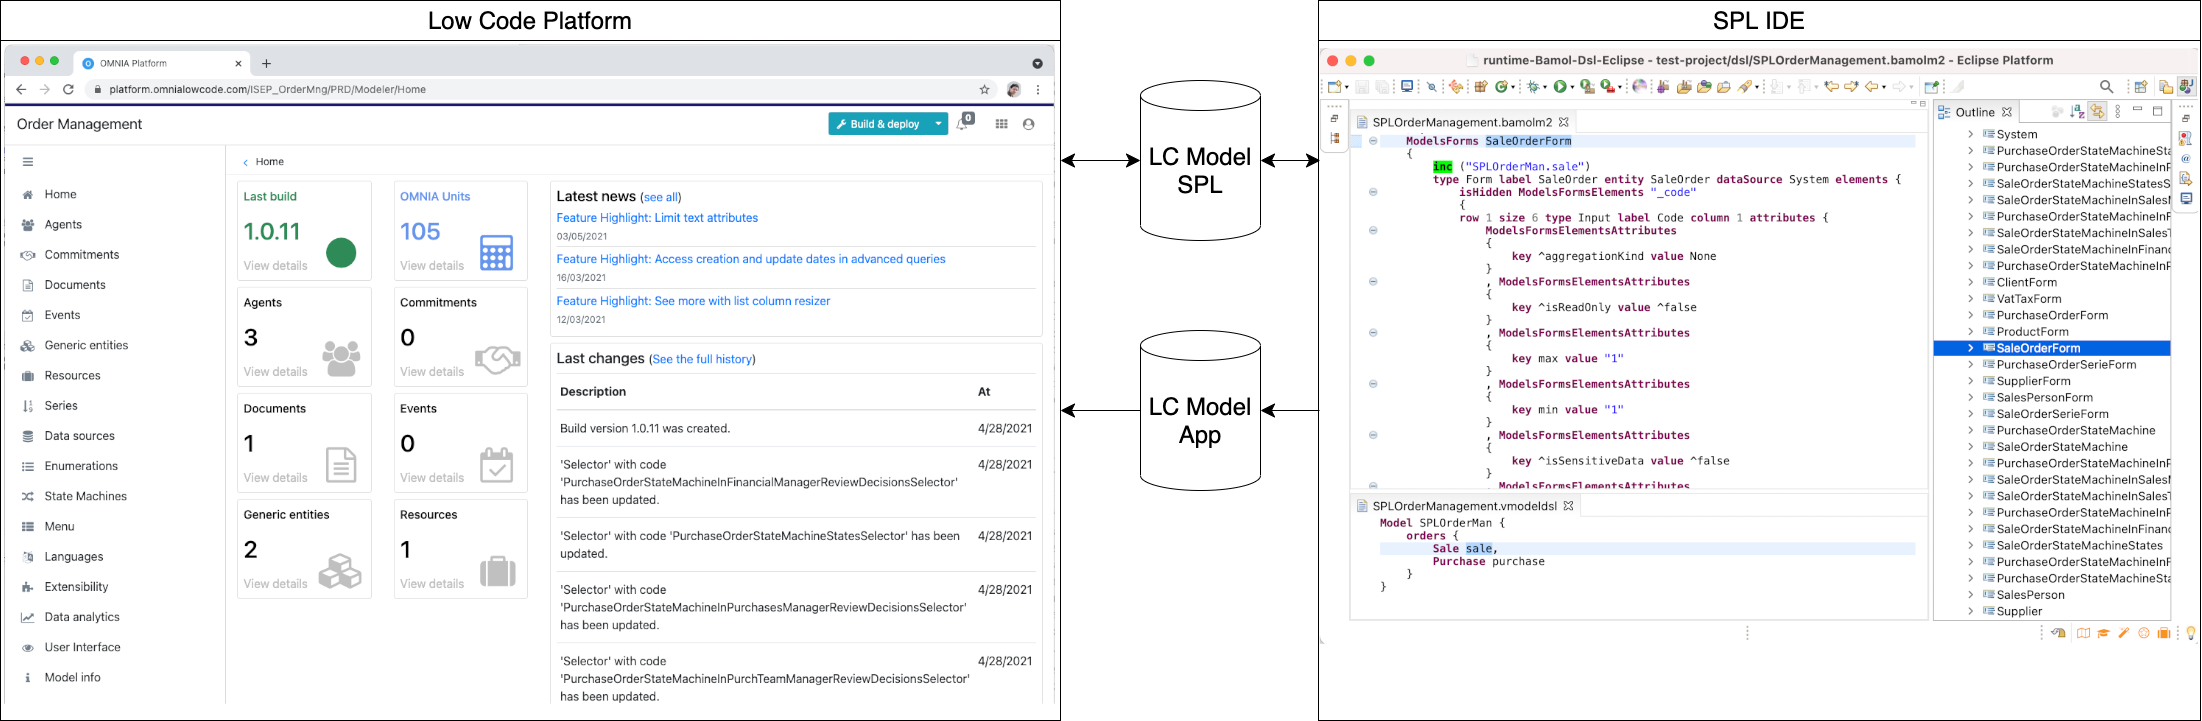 Low Code Platform
OMNIA Platform
platform.omnialowcode.com/ISEP_OrderMng/PRD/Modeler/Home
Order Management
Build & deploy
0
Home
Agents
Commitments
Documents
Events
Generic entities
Resources
Series
Data sources
Enumerations
State Machines
Menu
Languages
Extensibility
Data analytics
User Interface
Model info
Home
Last build
1.0.11
View details
OMNIA Units
105
View details
Agents
3
View details
Commitments
0
View details
Documents
1
View details
Events
0
View details
Generic entities
2
View details
Resources
1
View details
Latest news (see all)
Feature Highlight: Limit text attributes
03/05/2021
Feature Highlight: Access creation and update dates in advanced queries
16/03/2021
Feature Highlight: See more with list column resizer
12/03/2021
Last changes (See the full history)
Description At
Build version 1.0.11 was created. 4/28/2021
'Selector' with code 4/28/2021
'PurchaseOrderStateMachineInFinancialManagerReviewDecisionsSelector'
has been updated.
'Selector' with code 'PurchaseOrderStateMachineStatesSelector' has been 4/28/2021
updated.
'Selector' with code 4/28/2021
'PurchaseOrderStateMachineInPurchasesManagerReviewDecisionsSelector'
has been updated.
'Selector' with code 4/28/2021
'PurchaseOrderStateMachineInPurchTeamManagerReviewDecisionsSelector'
has been updated.
LC Model
SPL
LC Model
App
SPL IDE
runtime-Bamol-Dsl-Eclipse - test-project/dsl/SPLOrderManagement.bamolm2 - Eclipse Platform
SPLOrderManagement.bamolm2
ModelsForms SaleOrderForm
{
inc ("SPLOrderMan.sale")
type Form label SaleOrder entity SaleOrder dataSource System elements {
isHidden ModelsFormsElements "_code"
{
row 1 size 6 type Input label Code column 1 attributes {
ModelsFormsElementsAttributes
{
key ^aggregationKind value None
}
, ModelsFormsElementsAttributes
{
key ^isReadOnly value ^false
}
, ModelsFormsElementsAttributes
{
key max value "1"
}
, ModelsFormsElementsAttributes
{
key min value "1"
}
, ModelsFormsElementsAttributes
{
key ^isSensitiveData value ^false
}
, ModelsFormsElementsAttributes
SPLOrderManagement.vmodeldsl
Model SPLOrderMan {
orders {
Sale sale,
Purchase purchase
}
}
Outline
System
PurchaseOrderStateMachineSta
PurchaseOrderStateMachineInP
SaleOrderStateMachineStatesS
SaleOrderStateMachineInSalesM
PurchaseOrderStateMachineInF
SaleOrderStateMachineInSalesT
SaleOrderStateMachineInFinanc
PurchaseOrderStateMachineInP
ClientForm
VatTaxForm
PurchaseOrderForm
ProductForm
SaleOrderForm
PurchaseOrderSerieForm
SupplierForm
SalesPersonForm
SaleOrderSerieForm
PurchaseOrderStateMachine
SaleOrderStateMachine
PurchaseOrderStateMachineInP
SaleOrderStateMachineInSalesM
SaleOrderStateMachineInSalesT
PurchaseOrderStateMachineInP
SaleOrderStateMachineInFinanc
SaleOrderStateMachineStates
PurchaseOrderStateMachineInF
PurchaseOrderStateMachineSta
SalesPerson
Supplier